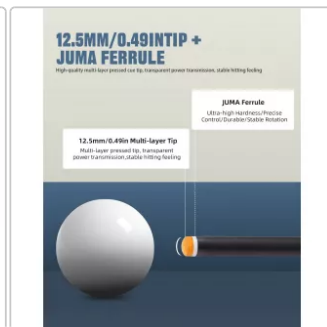 12.5MM/0.49INTIP +
JUMA FERRULE
High-quality multi-layer pressed cue tip, transparent power transmission, stable hitting feeling
JUMA Ferrule
Ultra-high Hardness/Precise
Control/Durable/Stable Rotation
12.5mm/0.49in Multi-layer Tip
Multi-layer pressed tip, transparent
power transmission,stable hitting feeling